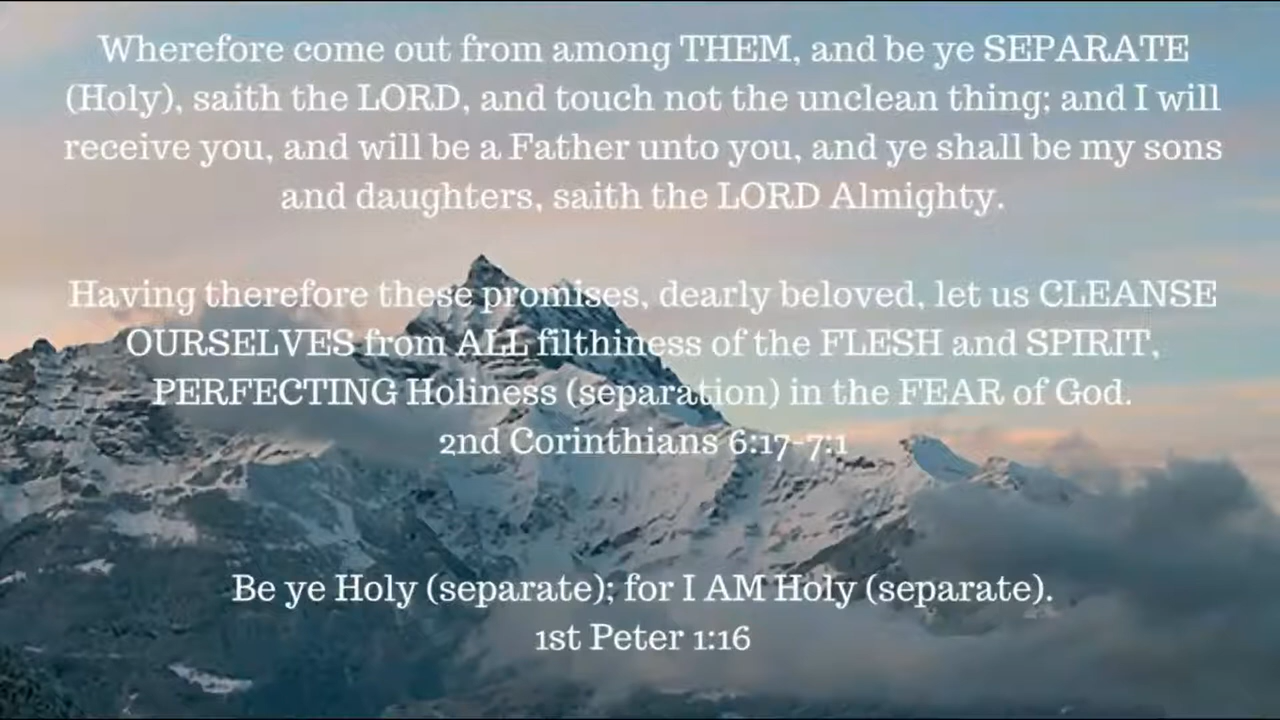 Wherefore come out from among THEM, and be ye SEPARATE
(Holy), saith the LORD, and touch not the unclean thing; and I will
receive you, and will be a Father unto you, and ye shall be my sons
and daughters, saith the LORD Almighty.
Having therefore these promises, dearly beloved, let us CLEANSE
OURSELVES from ALL filthiness of the FLESH and SPIRIT,
PERFECTING Holiness (separation) in the FEAR of God.
2nd Corinthians 6:17-7:1
Be ye Holy (separate); for I AM Holy (separate).
1st Peter 1:16